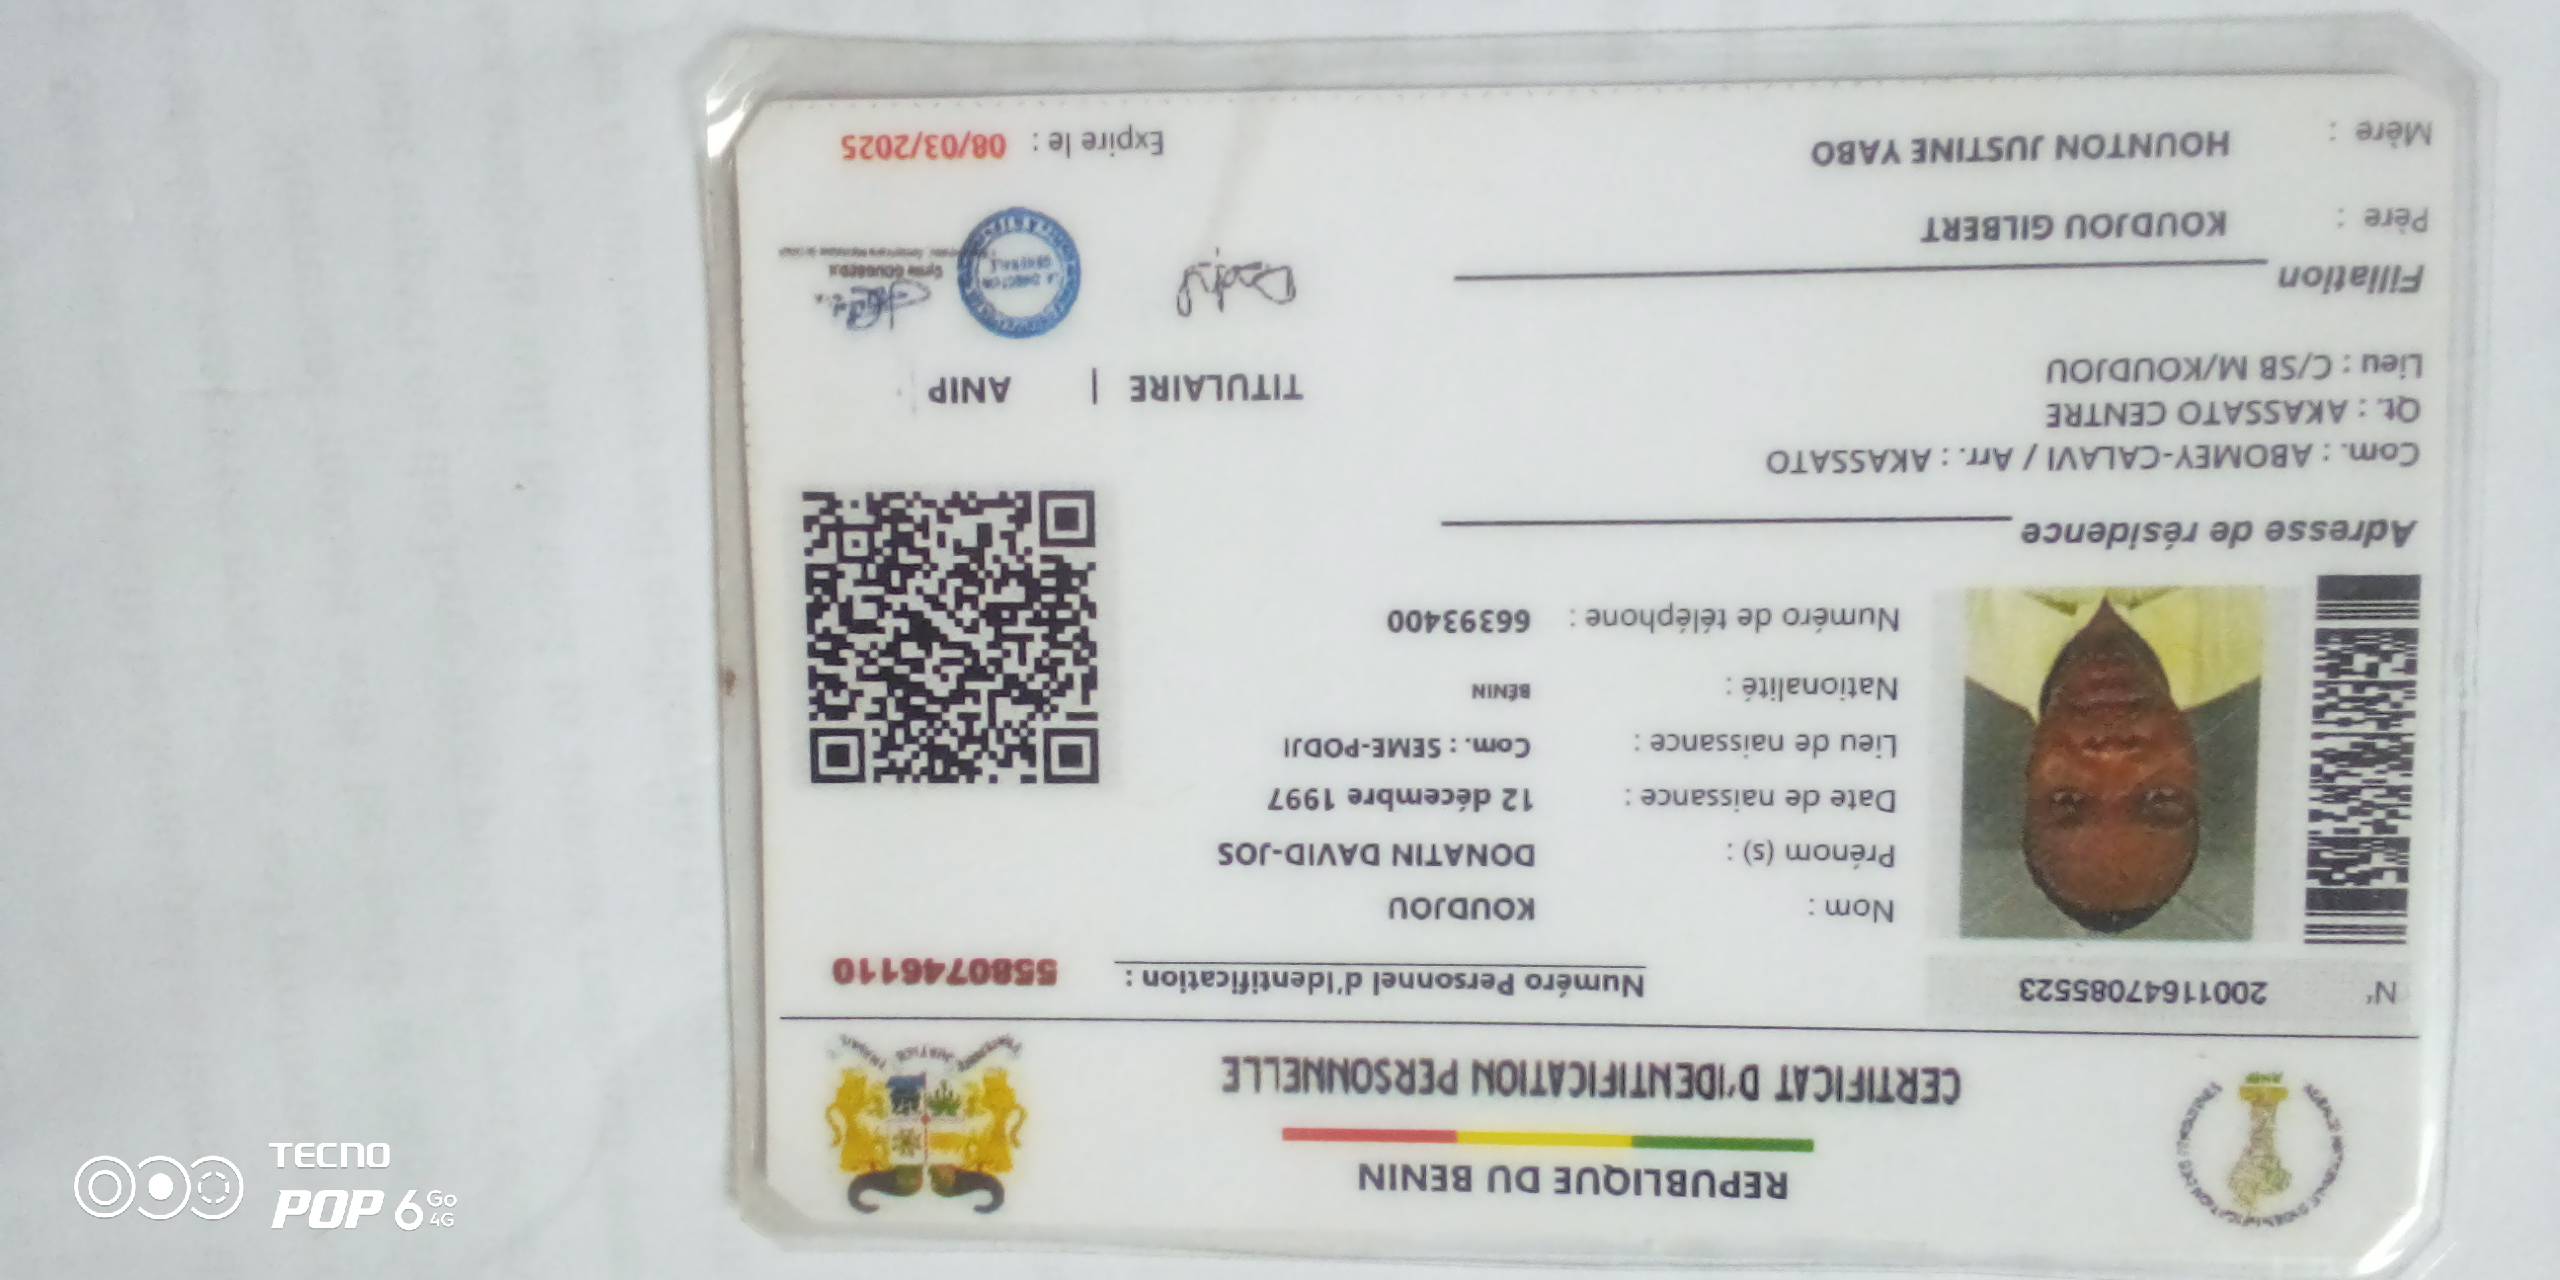 REPUBLIQUE DU BENIN
CERTIFICAT D'IDENTIFICATION PERSONNELLE
N° 20011647085523
Numéro Personnel d'Identification : 5580746110
Nom : KOUDJOU
Prénom (s) : DONATIN DAVID-JOS
Date de naissance : 12 décembre 1997
Lieu de naissance : Com. : SEME-PODJI
Nationalité : BÉNIN
Numéro de téléphone : 66393400
Adresse de résidence
Com. : ABOMEY-CALAVI / Arr. : AKASSATO
Qt. : AKASSATO CENTRE
Lieu : C/SB M/KOUDJOU
TITULAIRE | ANIP
Filiation
Père : KOUDJOU GILBERT
Mère : HOUNTON JUSTINE YABO
Expire le : 08/03/2025
TECNO
POP 6 Go 4G